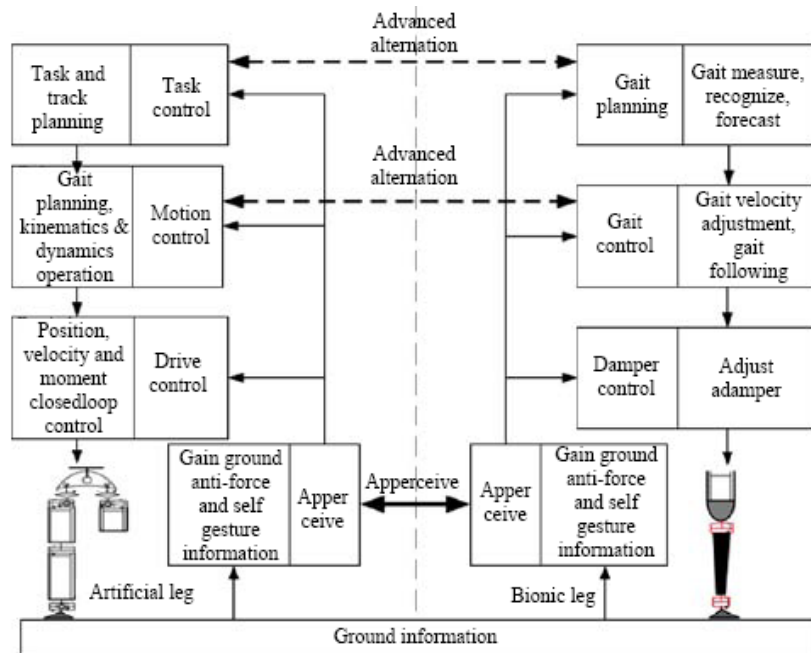 Advanced
alternation
Task and
track
planning
Task
control
Gait
planning
Gait measure,
recognize,
forecast
Advanced
alternation
Gait
planning,
kinematics &
dynamics
operation
Motion
control
Gait
control
Gait velocity
adjustment,
gait
following
Position,
velocity and
moment
closedloop
control
Drive
control
Damper
control
Adjust
adamper
Gain ground
anti-force
and self
gesture
information
Apper
ceive
Apperceive
Apper
ceive
Gain ground
anti-force
and self
gesture
information
Artificial leg
Bionic leg
Ground information